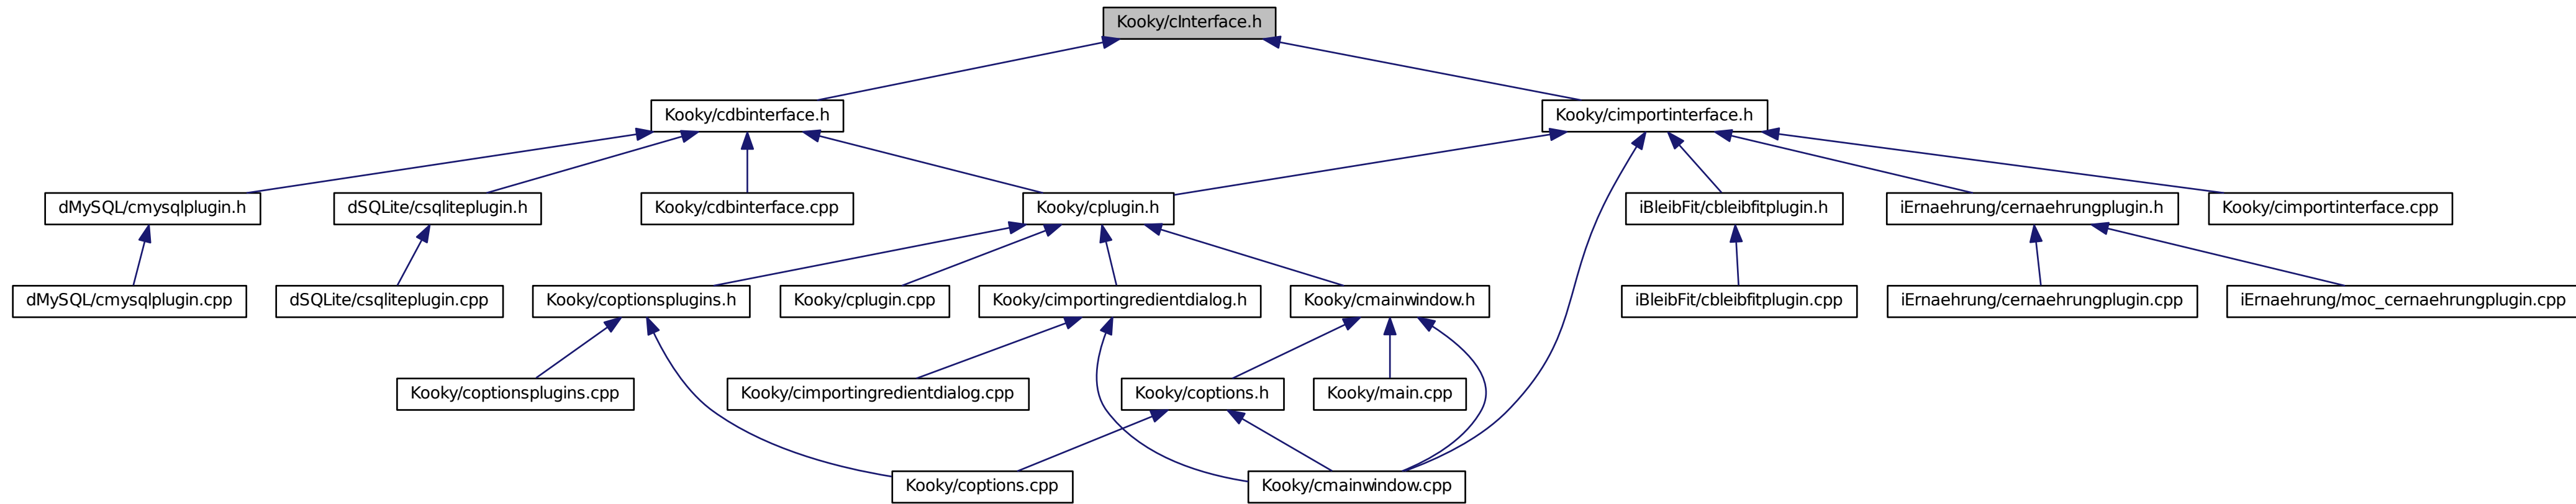 Kooky/cInterface.h
Kooky/cdbinterface.h
Kooky/cimportinterface.h
dMySQL/cmysqlplugin.h
dSQLite/csqliteplugin.h
Kooky/cdbinterface.cpp
Kooky/cplugin.h
iBleibFit/cbleibfitplugin.h
iErnaehrung/cernaehrungplugin.h
Kooky/cimportinterface.cpp
dMySQL/cmysqlplugin.cpp
dSQLite/csqliteplugin.cpp
Kooky/coptionsplugins.h
Kooky/cplugin.cpp
Kooky/cimportingredientdialog.h
Kooky/cmainwindow.h
iBleibFit/cbleibfitplugin.cpp
iErnaehrung/cernaehrungplugin.cpp
iErnaehrung/moc_cernaehrungplugin.cpp
Kooky/coptionsplugins.cpp
Kooky/cimportingredientdialog.cpp
Kooky/coptions.h
Kooky/main.cpp
Kooky/coptions.cpp
Kooky/cmainwindow.cpp